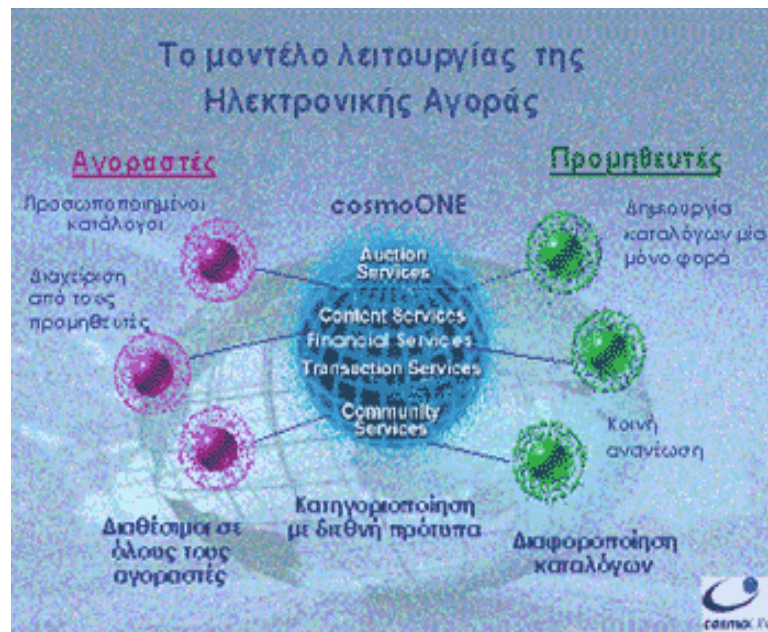 Το μοντέλο λειτουργίας της
Ηλεκτρονικής Αγοράς
Αγοραστές
Προμηθευτές
Προσωποποιημένοι
κατάλογοι
cosmoONE
Δημιουργία
καταλόγων μία
μόνο φορά
Auction
Services
Διαχείριση
από τους
προμηθευτές
Content Services
Financial Services
Transaction Services
Community
Services
Κοινή
ανανέωση
Κατηγοριοποίηση
με διεθνή πρότυπα
Διαθέσιμοι σε
όλους τους
αγοραστές
Διαφοροποίηση
καταλόγων